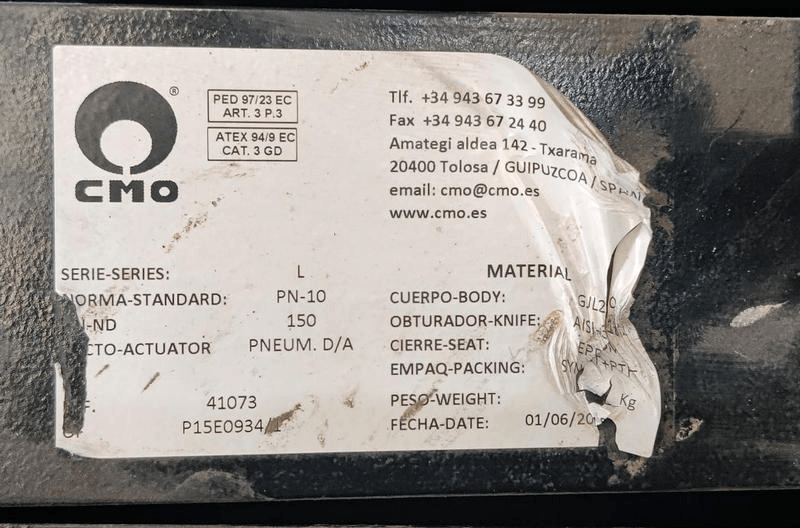 ®
CMO
PED 97/23 EC
ART. 3 P.3
ATEX 94/9 EC
CAT. 3 GD
Tlf. +34 943 67 33 99
Fax +34 943 67 24 40
Amategi aldea 142 - Txarama
20400 Tolosa / GUIPUZCOA / SPAIN
email: cmo@cmo.es
www.cmo.es
SERIE-SERIES: L
NORMA-STANDARD: PN-10
-ND 150
CTO-ACTUATOR PNEUM. D/A
41073
P15E0934/1
MATERIAL
CUERPO-BODY:
OBTURADOR-KNIFE:
CIERRE-SEAT:
EMPAQ-PACKING:
PESO-WEIGHT: Kg
FECHA-DATE: 01/06/20